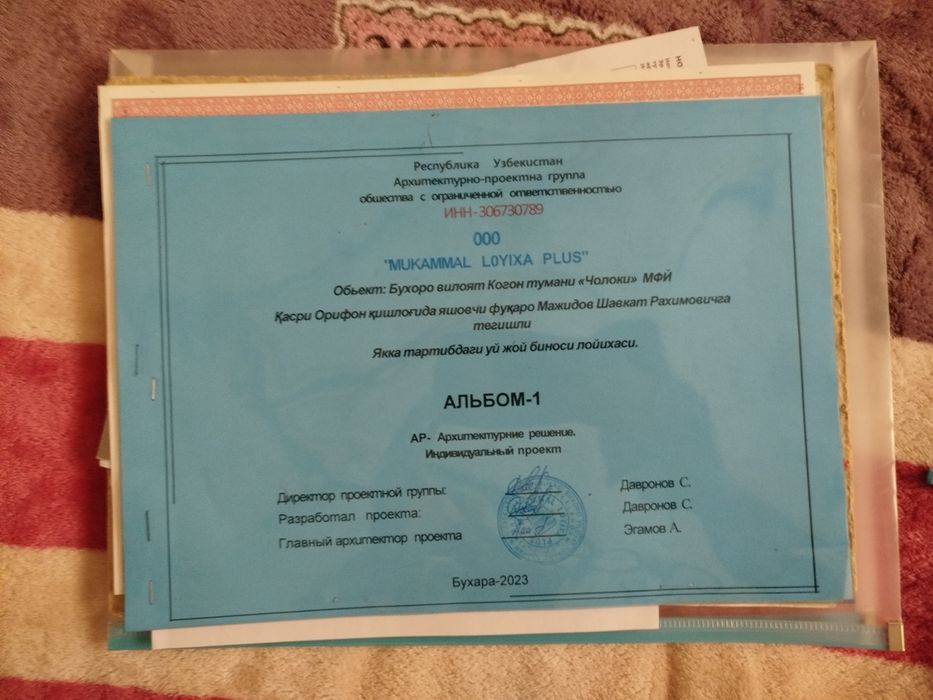 Республика Узбекистан
Архитектурно-проектна группа
обшества с ограниченной ответственностью
ИНН-306730789
ООО
"MUKAMMAL L0YIXA PLUS"
Обьект: Бухоро вилоят Когон тумани «Чолоки» МФЙ
Қасри Орифон қишлоғида яшовчи фуқаро Мажидов Шавкат Рахимовичга
тегишли
Якка тартибдаги уй жой биноси лойихаси.
АЛЬБОМ-1
АР- Архитектурние решение.
Индивидуальный проект
Директор проектной группы: Давронов С.
Разработал проекта: Давронов С.
Главный архитектор проекта Эгамов А.
Бухара-2023